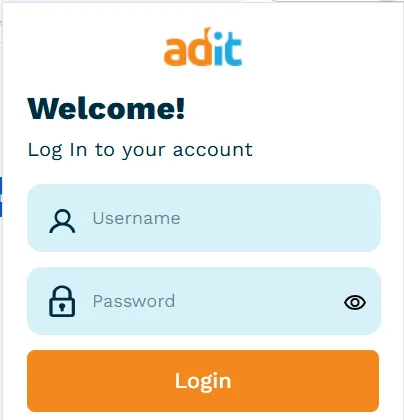 adit
Welcome!
Log In to your account
Username
Password
Login